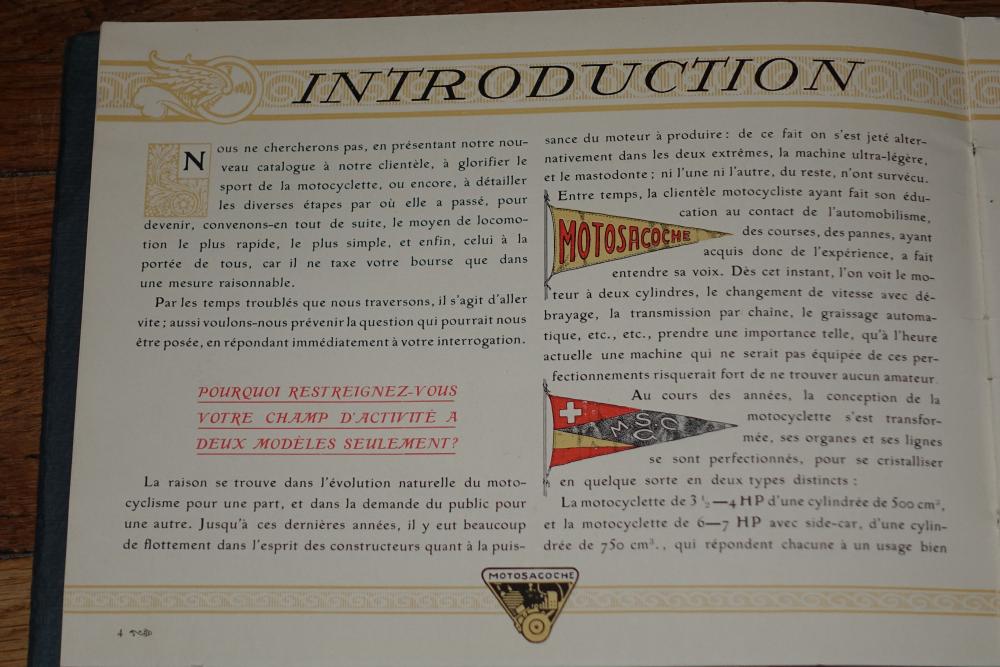 INTRODUCTION
Nous ne chercherons pas, en présentant notre nou-
veau catalogue à notre clientèle, à glorifier le
sport de la motocyclette, ou encore, à détailler
les diverses étapes par où elle a passé, pour
devenir, convenons-en tout de suite, le moyen de locomo-
tion le plus rapide, le plus simple, et enfin, celui à la
portée de tous, car il ne taxe votre bourse que dans
une mesure raisonnable.
Par les temps troublés que nous traversons, il s'agit d'aller
vite ; aussi voulons-nous prévenir la question qui pourrait nous
être posée, en répondant immédiatement à votre interrogation.
POURQUOI RESTREIGNEZ-VOUS
VOTRE CHAMP D'ACTIVITÉ A
DEUX MODÈLES SEULEMENT?
La raison se trouve dans l'évolution naturelle du moto-
cyclisme pour une part, et dans la demande du public pour
une autre. Jusqu'à ces dernières années, il y eut beaucoup
de flottement dans l'esprit des constructeurs quant à la puis-
sance du moteur à produire : de ce fait on s'est jeté alter-
nativement dans les deux extrêmes, la machine ultra-légère,
et le mastodonte ; ni l'une ni l'autre, du reste, n'ont survécu.
Entre temps, la clientèle motocycliste ayant fait son édu-
cation au contact de l'automobilisme,
des courses, des pannes, ayant
acquis donc de l'expérience, a fait
entendre sa voix. Dès cet instant, l'on voit le mo-
teur à deux cylindres, le changement de vitesse avec dé-
brayage, la transmission par chaîne, le graissage automa-
tique, etc., etc., prendre une importance telle, qu'à l'heure
actuelle une machine qui ne serait pas équipée de ces per-
fectionnements risquerait fort de ne trouver aucun amateur.
Au cours des années, la conception de la
motocyclette s'est transfor-
mée, ses organes et ses lignes
se sont perfectionnés, pour se cristalliser
en quelque sorte en deux types distincts :
La motocyclette de 3 ½—4 HP d'une cylindrée de 500 cm³,
et la motocyclette de 6—7 HP avec side-car, d'une cylin-
drée de 750 cm³., qui répondent chacune à un usage bien
MOTOSACOCHE
M.S.C
G
MOTOSACOCHE
4